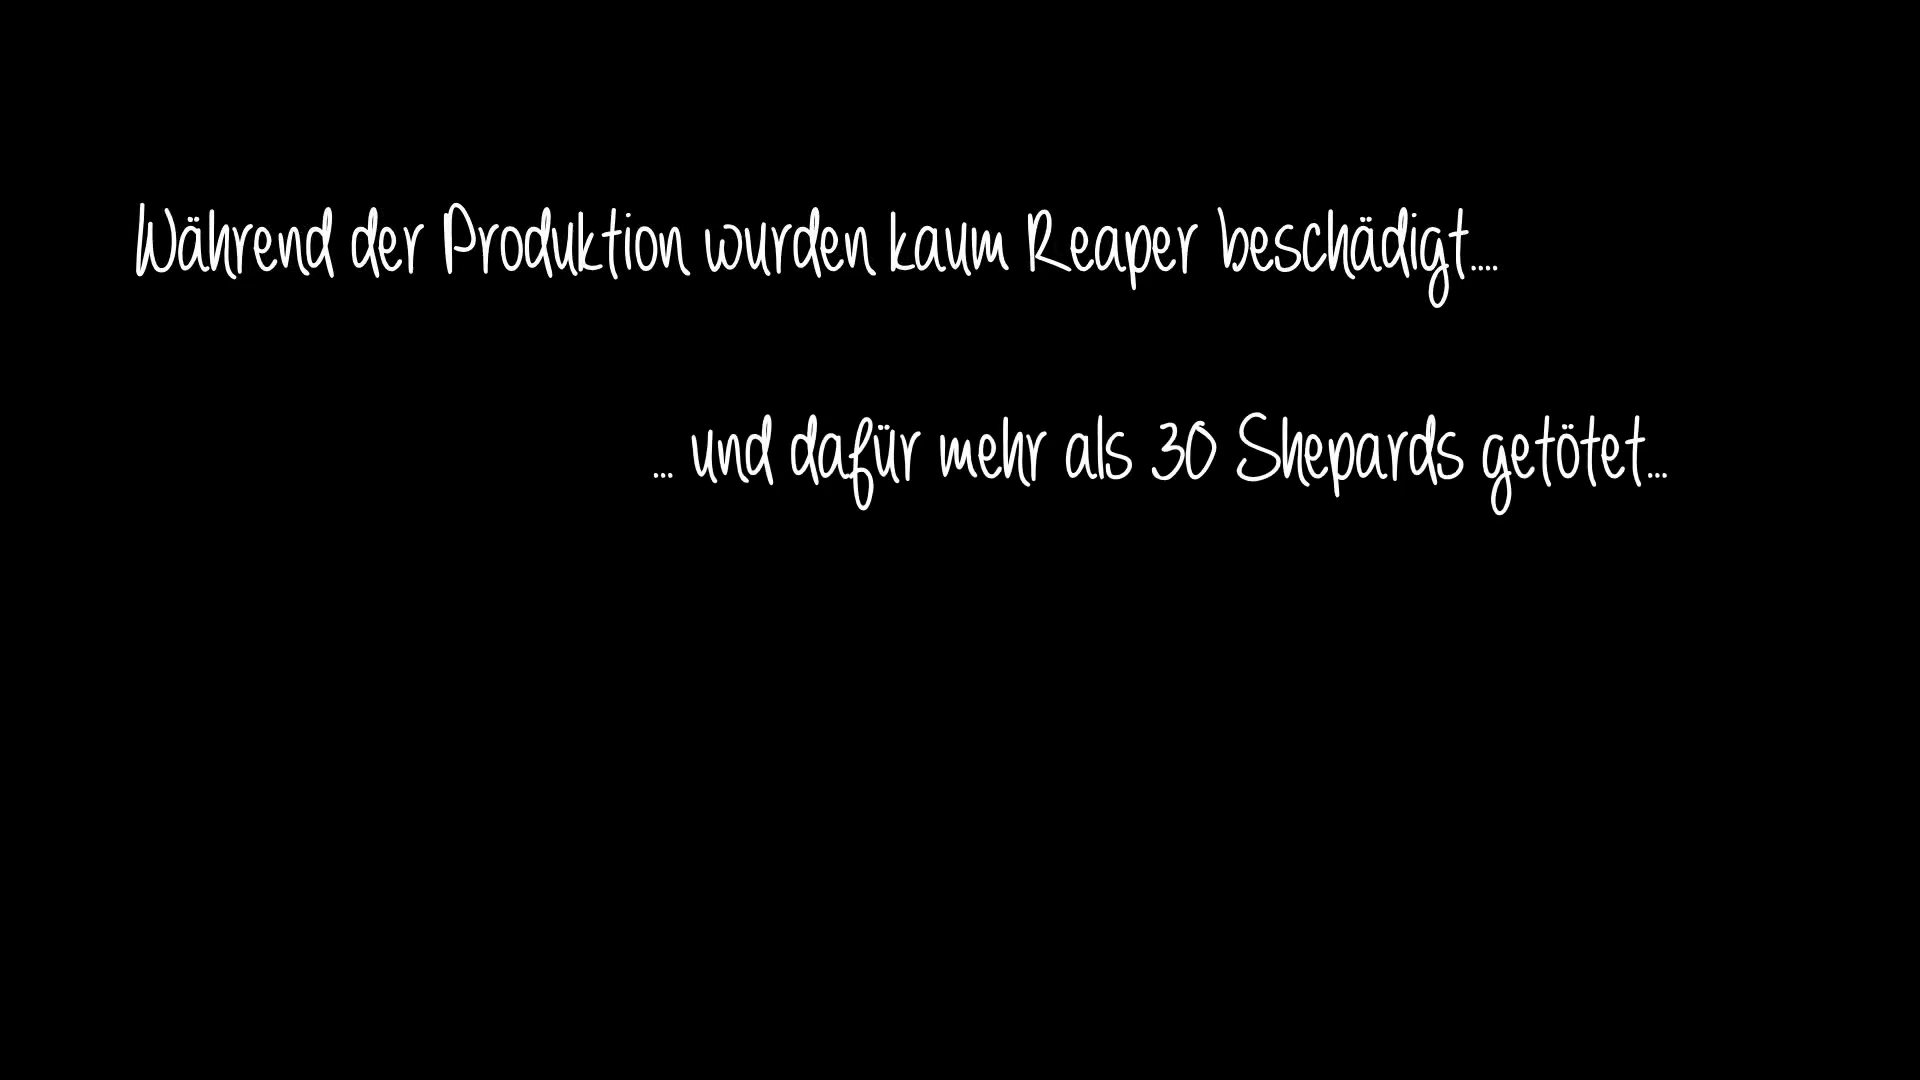 Während der Produktion wurden kaum Reaper beschädigt....
... und dafür mehr als 30 Shepards getötet...